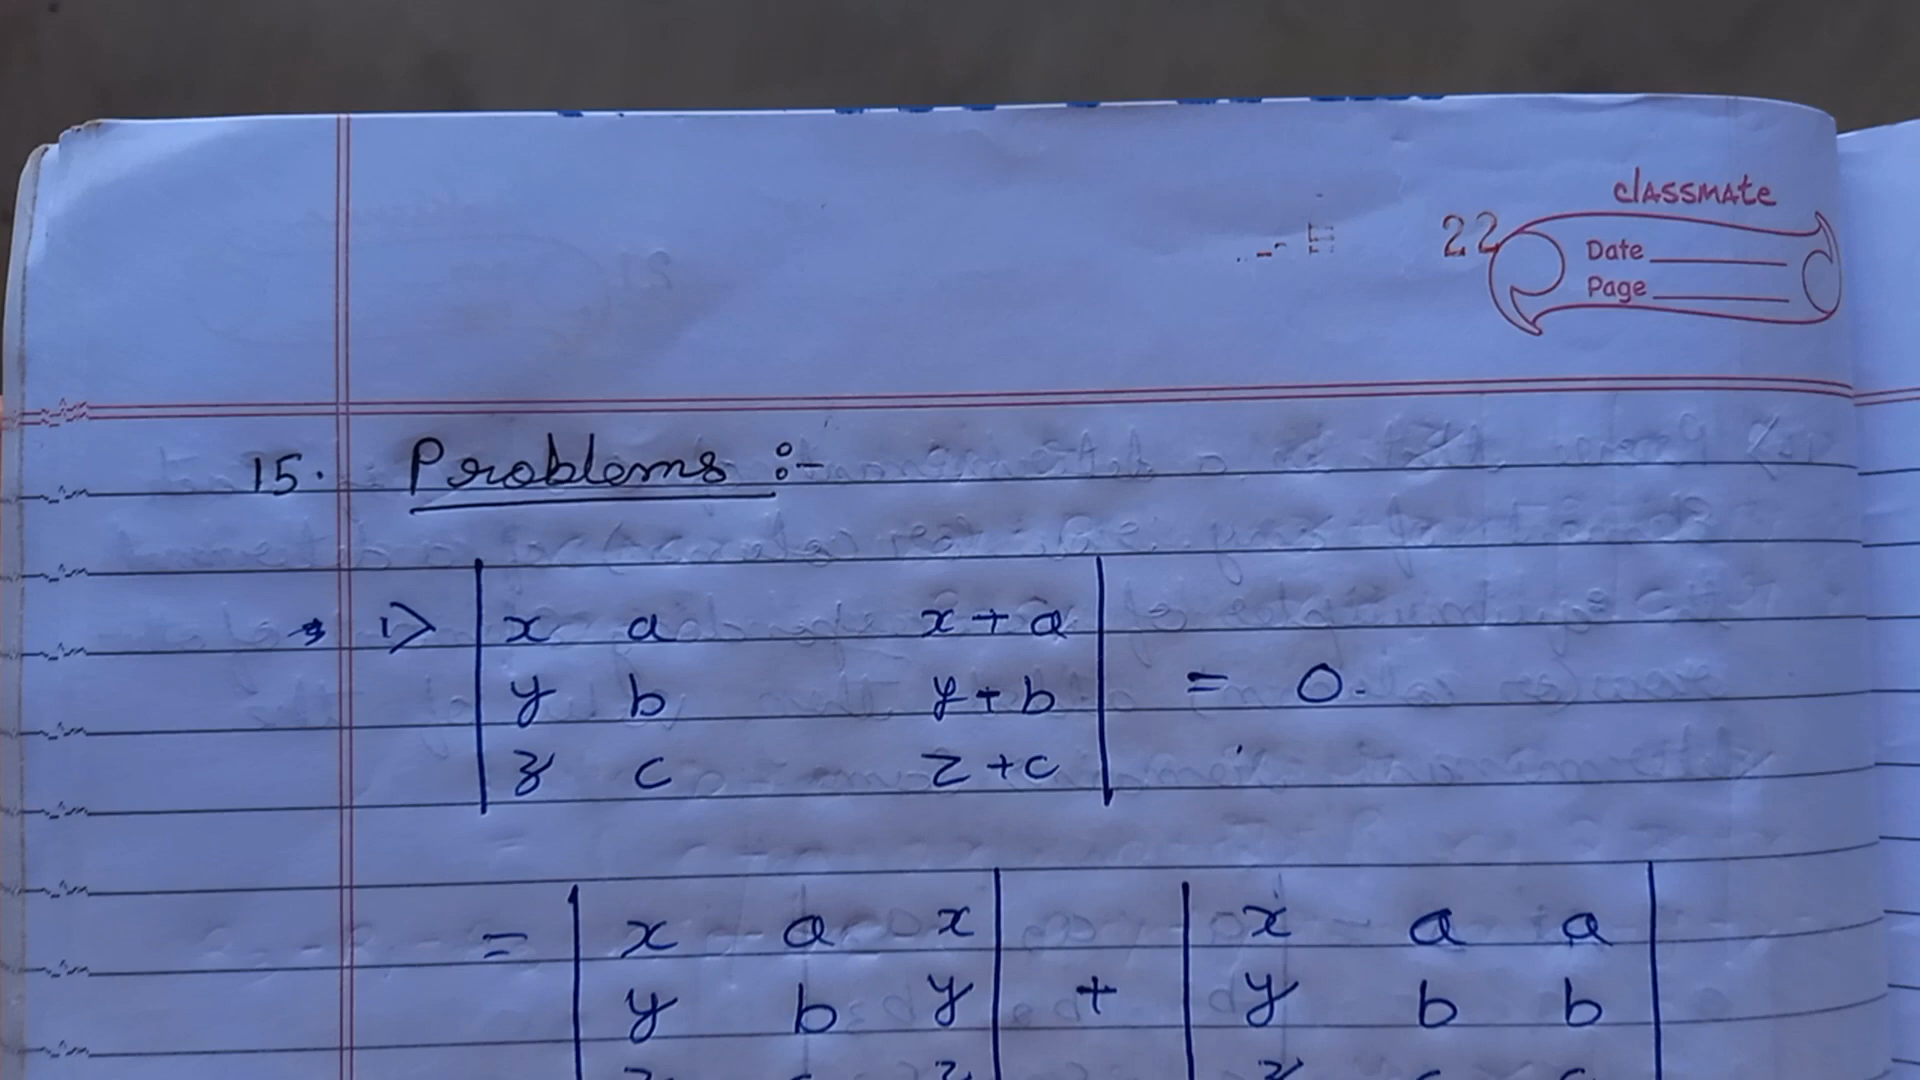 classmate
22
Date
Page
15. Problems :-
1> | x a x + a |
| y b y + b | = 0.
| z c z + c |
= | x a x | + | x a a |
| y b y | | y b b |